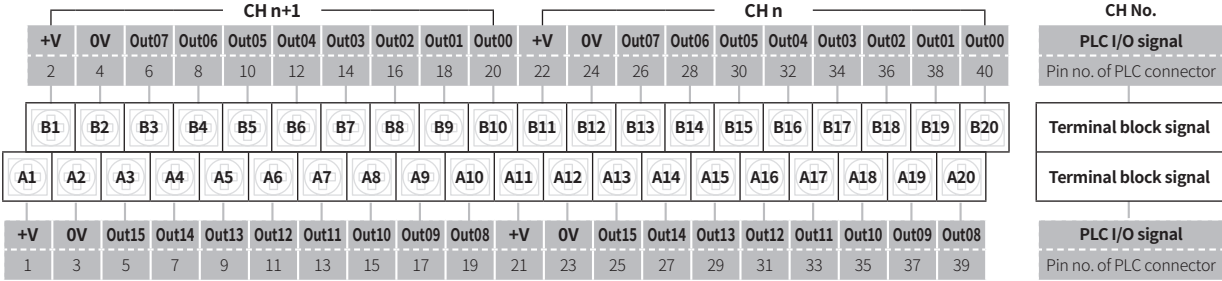 CH n+1 CH n CH No.
+V 0V Out07 Out06 Out05 Out04 Out03 Out02 Out01 Out00 +V 0V Out07 Out06 Out05 Out04 Out03 Out02 Out01 Out00 PLC I/O signal
2 4 6 8 10 12 14 16 18 20 22 24 26 28 30 32 34 36 38 40 Pin no. of PLC connector
B1 B2 B3 B4 B5 B6 B7 B8 B9 B10 B11 B12 B13 B14 B15 B16 B17 B18 B19 B20 Terminal block signal
A1 A2 A3 A4 A5 A6 A7 A8 A9 A10 A11 A12 A13 A14 A15 A16 A17 A18 A19 A20 Terminal block signal
+V 0V Out15 Out14 Out13 Out12 Out11 Out10 Out09 Out08 +V 0V Out15 Out14 Out13 Out12 Out11 Out10 Out09 Out08 PLC I/O signal
1 3 5 7 9 11 13 15 17 19 21 23 25 27 29 31 33 35 37 39 Pin no. of PLC connector